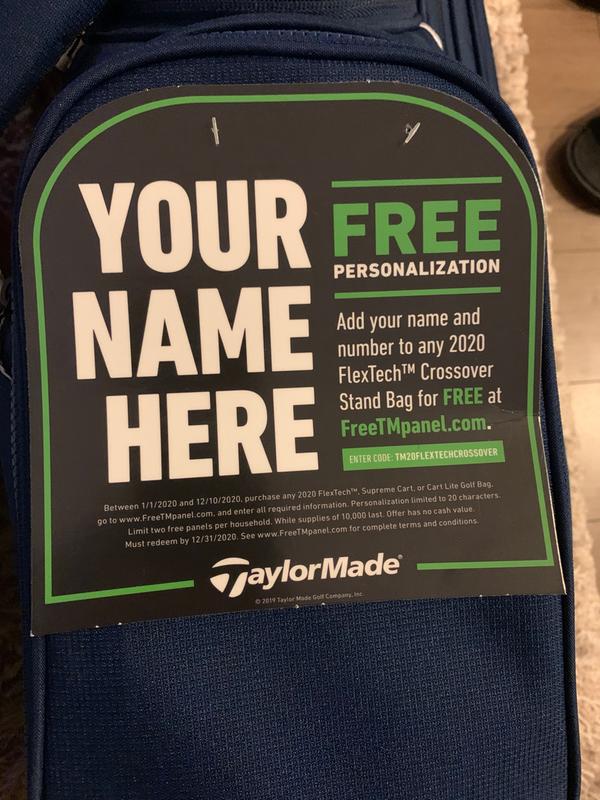 YOUR
NAME
HERE
FREE
PERSONALIZATION
Add your name and
number to any 2020
FlexTech™ Crossover
Stand Bag for FREE at
FreeTMpanel.com.
ENTER CODE: TM20FLEXTECHCROSSOVER
Between 1/1/2020 and 12/10/2020, purchase any 2020 FlexTech™, Supreme Cart, or Cart Lite Golf Bag,
go to www.FreeTMpanel.com, and enter all required information. Personalization limited to 20 characters.
Limit two free panels per household. While supplies of 10,000 last. Offer has no cash value.
Must redeem by 12/31/2020. See www.FreeTMpanel.com for complete terms and conditions.
TaylorMade®
© 2019 Taylor Made Golf Company, Inc.